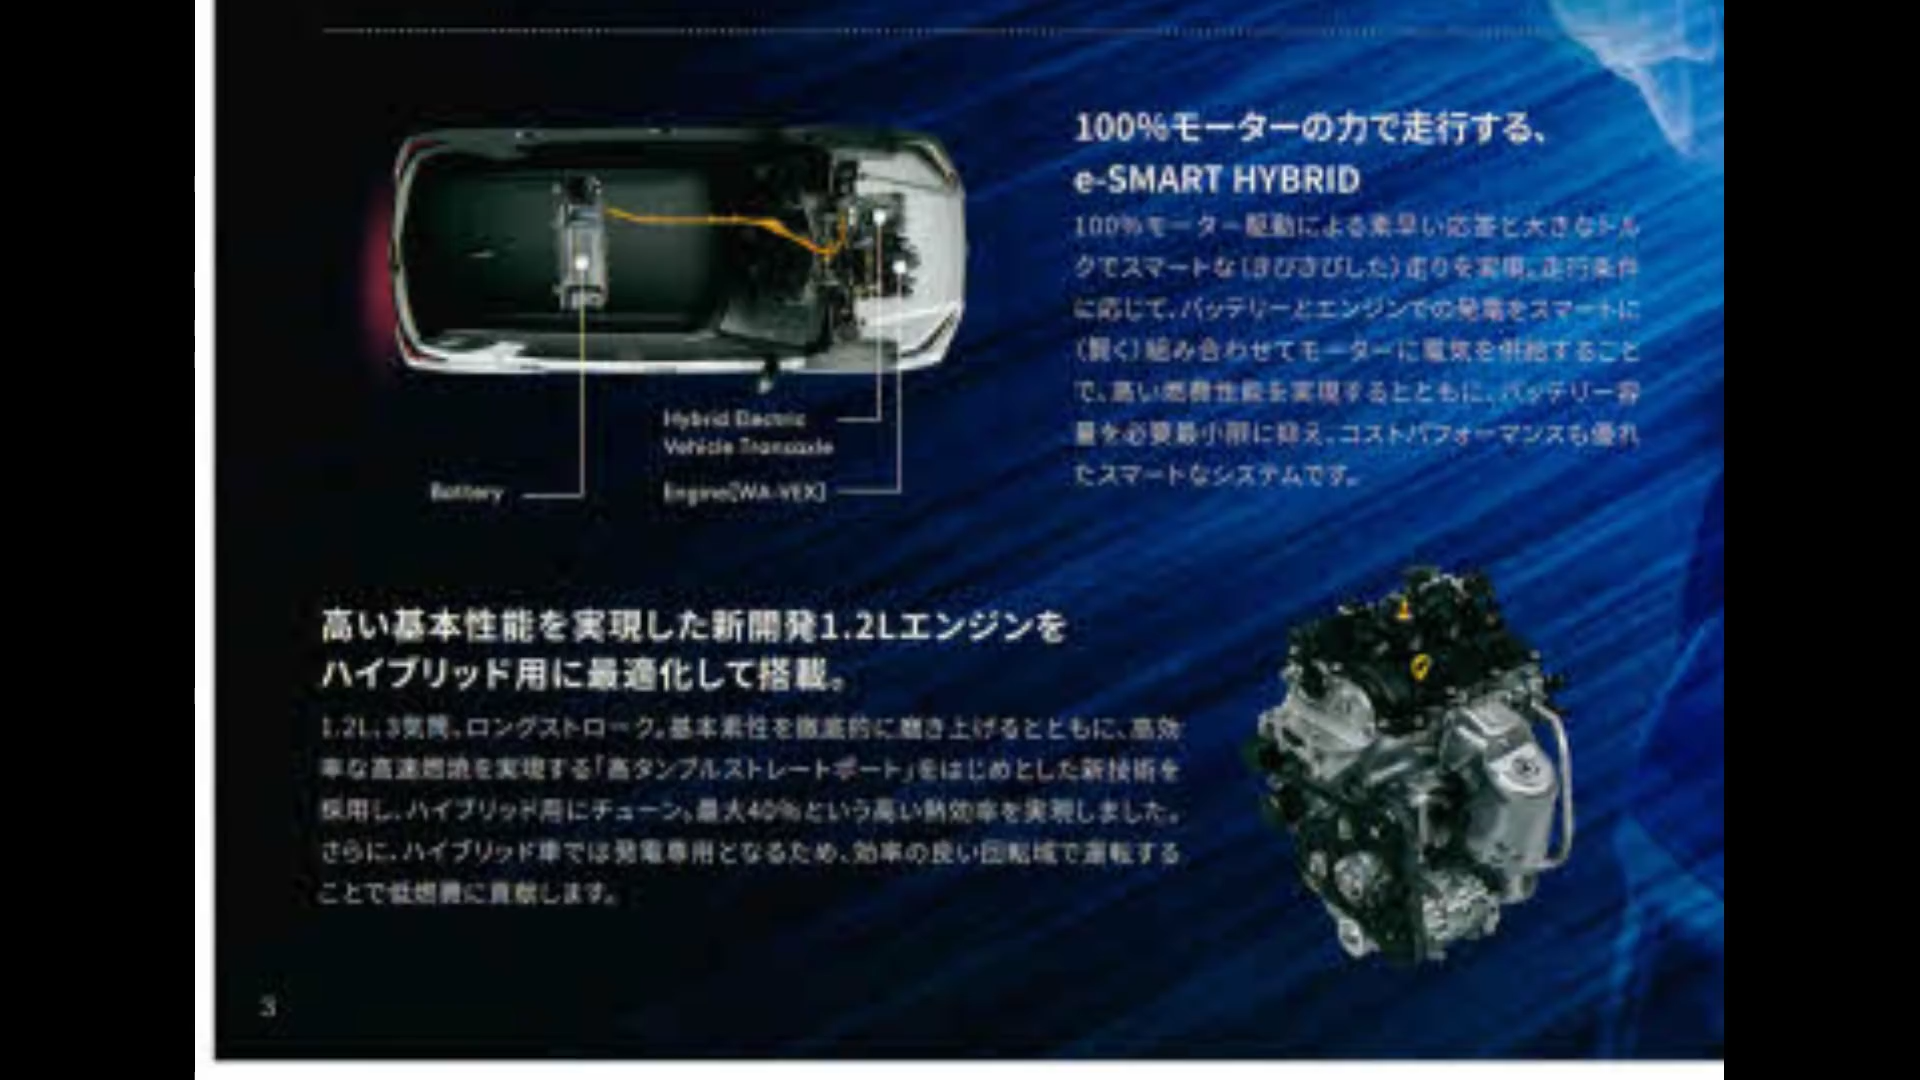 100%モーターの力で走行する、
e-SMART HYBRID
100%モーター駆動による素早い応答と大きなトル
クでスマートな(きびきびした)走りを実現。走行条件
に応じて、バッテリーとエンジンでの発電をスマートに
(賢く)組み合わせてモーターに電気を供給すること
で、高い燃費性能を実現するとともに、バッテリー容
量を必要最小限に抑え、コストパフォーマンスも優れ
たスマートなシステムです。
Hybrid Electric
Vehicle Transaxle
Battery
Engine[WA-VEX]
高い基本性能を実現した新開発1.2Lエンジンを
ハイブリッド用に最適化して搭載。
1.2L、3気筒、ロングストローク。基本素性を徹底的に磨き上げるとともに、高効
率な高速燃焼を実現する「高タンブルストレートポート」をはじめとした新技術を
採用し、ハイブリッド用にチューン。最大40%という高い熱効率を実現しました。
さらに、ハイブリッド車では発電専用となるため、効率の良い回転域で運転する
ことで低燃費に貢献します。
3